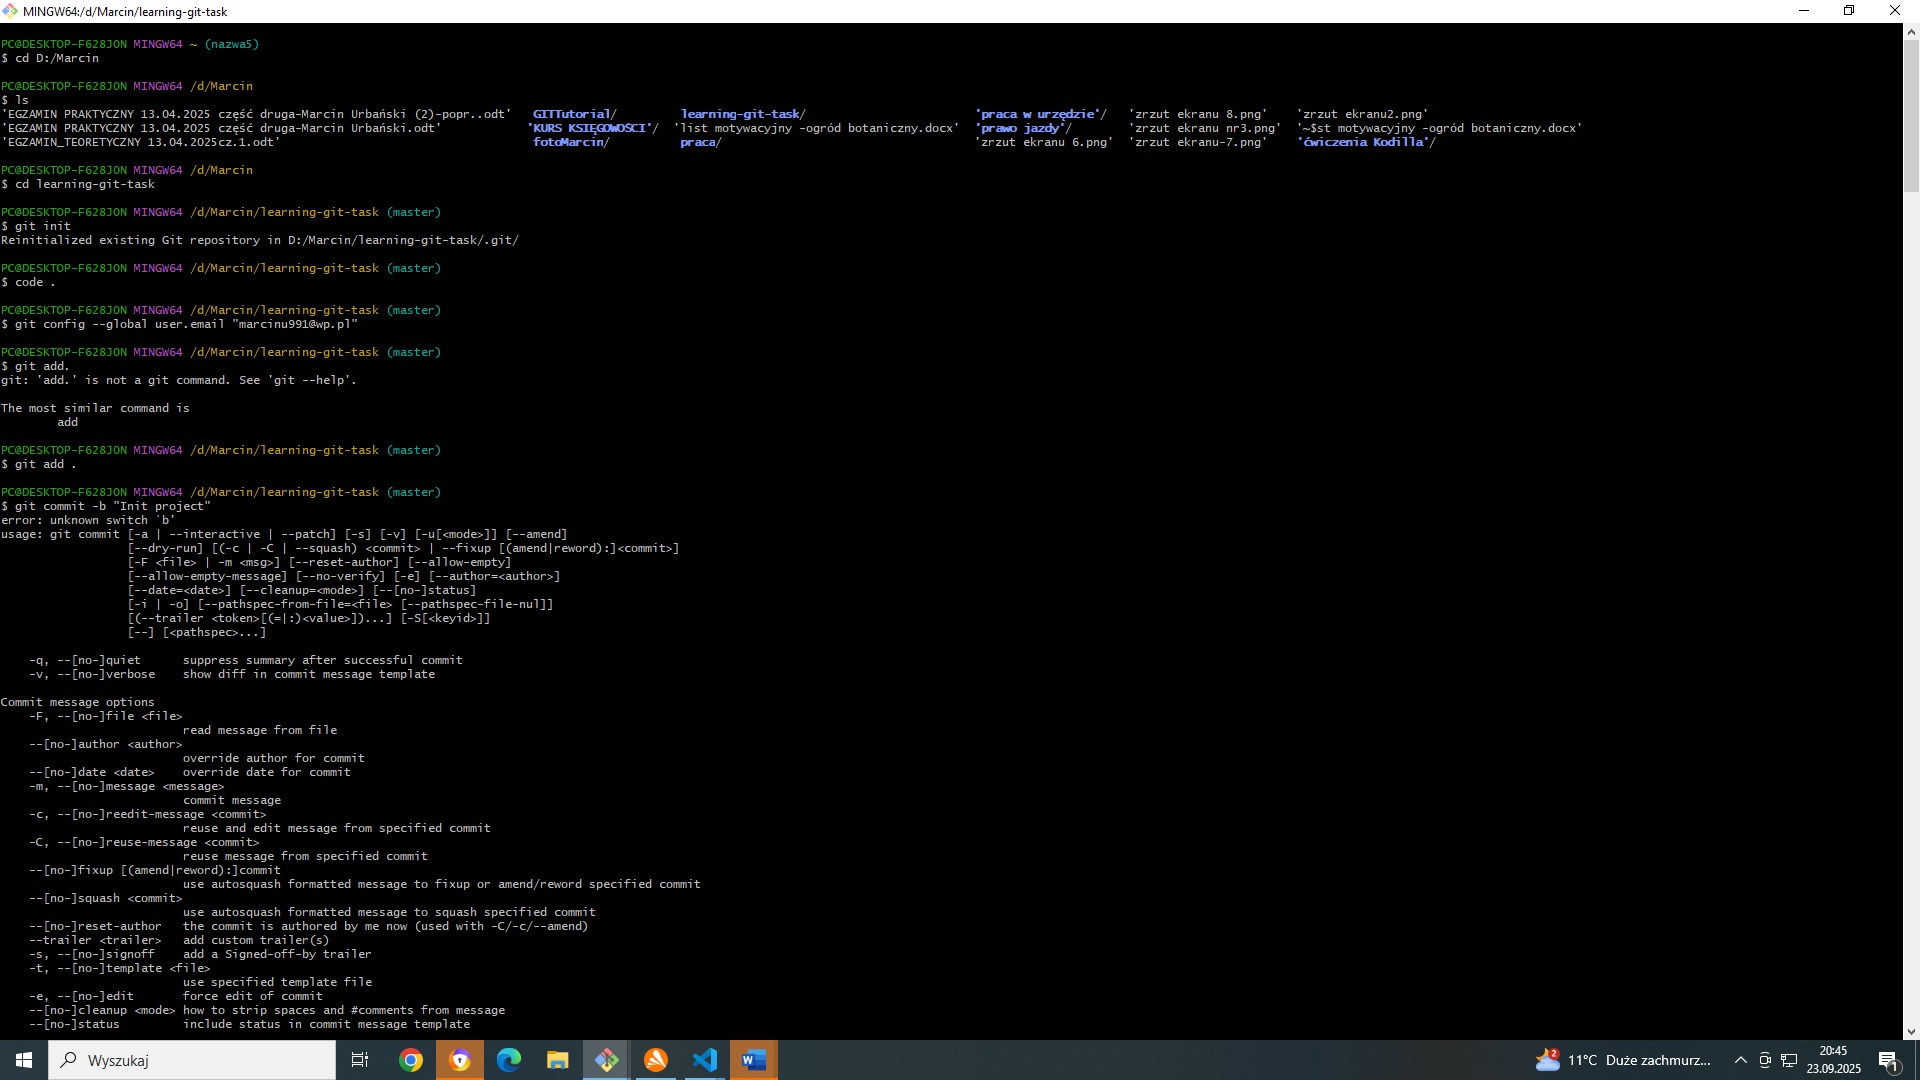 MINGW64:/d/Marcin/learning-git-task
PC@DESKTOP-F628JON MINGW64 ~ (nazwa5)
$ cd D:/Marcin
PC@DESKTOP-F628JON MINGW64 /d/Marcin
$ ls
'EGZAMIN PRAKTYCZNY 13.04.2025 część druga-Marcin Urbański (2)-popr..odt' GITTutorial/ learning-git-task/ 'praca w urzędzie'/ 'zrzut ekranu 8.png' 'zrzut ekranu2.png'
'EGZAMIN PRAKTYCZNY 13.04.2025 część druga-Marcin Urbański.odt' 'KURS KSIĘGOWOŚCI'/ 'list motywacyjny -ogród botaniczny.docx' 'prawo jazdy'/ 'zrzut ekranu nr3.png' '~$st motywacyjny -ogród botaniczny.docx'
'EGZAMIN_TEORETYCZNY 13.04.2025cz.1.odt' fotoMarcin/ praca/ 'zrzut ekranu 6.png' 'zrzut ekranu-7.png' 'ćwiczenia Kodilla'/
PC@DESKTOP-F628JON MINGW64 /d/Marcin
$ cd learning-git-task
PC@DESKTOP-F628JON MINGW64 /d/Marcin/learning-git-task (master)
$ git init
Reinitialized existing Git repository in D:/Marcin/learning-git-task/.git/
PC@DESKTOP-F628JON MINGW64 /d/Marcin/learning-git-task (master)
$ code .
PC@DESKTOP-F628JON MINGW64 /d/Marcin/learning-git-task (master)
$ git config --global user.email "marcinu991@wp.pl"
PC@DESKTOP-F628JON MINGW64 /d/Marcin/learning-git-task (master)
$ git add.
git: 'add.' is not a git command. See 'git --help'.
The most similar command is
add
PC@DESKTOP-F628JON MINGW64 /d/Marcin/learning-git-task (master)
$ git add .
PC@DESKTOP-F628JON MINGW64 /d/Marcin/learning-git-task (master)
$ git commit -b "Init project"
error: unknown switch `b'
usage: git commit [-a | --interactive | --patch] [-s] [-v] [-u[<mode>]] [--amend]
[--dry-run] [(-c | -C | --squash) <commit> | --fixup [(amend|reword):]<commit>]
[-F <file> | -m <msg>] [--reset-author] [--allow-empty]
[--allow-empty-message] [--no-verify] [-e] [--author=<author>]
[--date=<date>] [--cleanup=<mode>] [--[no-]status]
[-i | -o] [--pathspec-from-file=<file> [--pathspec-file-nul]]
[(--trailer <token>[(=|:)<value>])...] [-S[<keyid>]]
[--] [<pathspec>...]
-q, --[no-]quiet suppress summary after successful commit
-v, --[no-]verbose show diff in commit message template
Commit message options
-F, --[no-]file <file>
read message from file
--[no-]author <author>
override author for commit
--[no-]date <date> override date for commit
-m, --[no-]message <message>
commit message
-c, --[no-]reedit-message <commit>
reuse and edit message from specified commit
-C, --[no-]reuse-message <commit>
reuse message from specified commit
--[no-]fixup [(amend|reword):]commit
use autosquash formatted message to fixup or amend/reword specified commit
--[no-]squash <commit>
use autosquash formatted message to squash specified commit
--[no-]reset-author the commit is authored by me now (used with -C/-c/--amend)
--trailer <trailer> add custom trailer(s)
-s, --[no-]signoff add a Signed-off-by trailer
-t, --[no-]template <file>
use specified template file
-e, --[no-]edit force edit of commit
--[no-]cleanup <mode> how to strip spaces and #comments from message
--[no-]status include status in commit message template
Wyszukaj
2
11°C Duże zachmurz...
20:45
23.09.2025
1